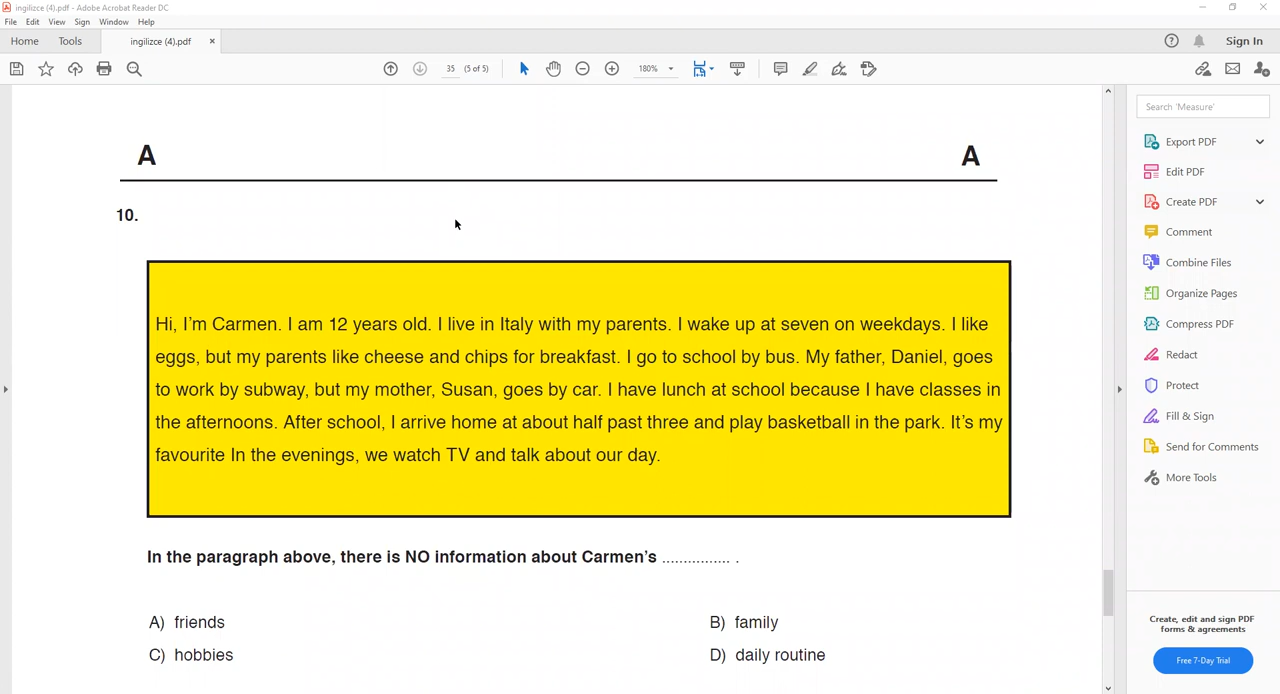 ingilizce (4).pdf - Adobe Acrobat Reader DC
File Edit View Sign Window Help
Home Tools ingilizce (4).pdf × Sign In
35 (5 of 5) 180%
Search 'Measure'
Export PDF
Edit PDF
Create PDF
Comment
Combine Files
Organize Pages
Compress PDF
Redact
Protect
Fill & Sign
Send for Comments
More Tools
Create, edit and sign PDF
forms & agreements
Free 7-Day Trial
A A
10.
Hi, I'm Carmen. I am 12 years old. I live in Italy with my parents. I wake up at seven on weekdays. I like
eggs, but my parents like cheese and chips for breakfast. I go to school by bus. My father, Daniel, goes
to work by subway, but my mother, Susan, goes by car. I have lunch at school because I have classes in
the afternoons. After school, I arrive home at about half past three and play basketball in the park. It's my
favourite In the evenings, we watch TV and talk about our day.
In the paragraph above, there is NO information about Carmen's ................ .
A) friends B) family
C) hobbies D) daily routine